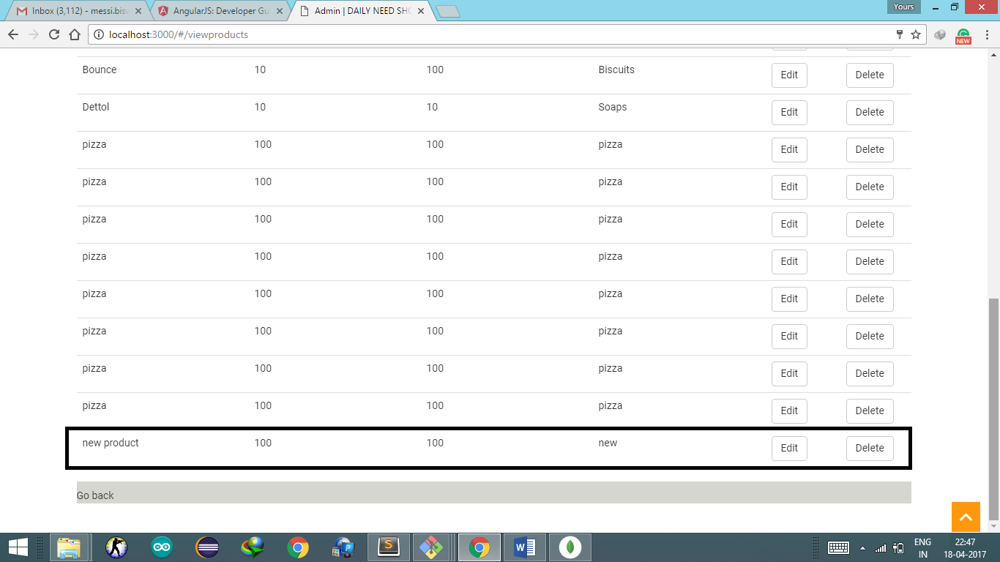 Inbox (3,112) - messi.bisw
AngularJS: Developer Gui
Admin | DAILY NEED SHO
Yours
localhost:3000/#/viewproducts
NEW
Bounce 10 100 Biscuits Edit Delete
Dettol 10 10 Soaps Edit Delete
pizza 100 100 pizza Edit Delete
pizza 100 100 pizza Edit Delete
pizza 100 100 pizza Edit Delete
pizza 100 100 pizza Edit Delete
pizza 100 100 pizza Edit Delete
pizza 100 100 pizza Edit Delete
pizza 100 100 pizza Edit Delete
pizza 100 100 pizza Edit Delete
new product 100 100 new Edit Delete
Go back
ENG 22:47
IN 18-04-2017